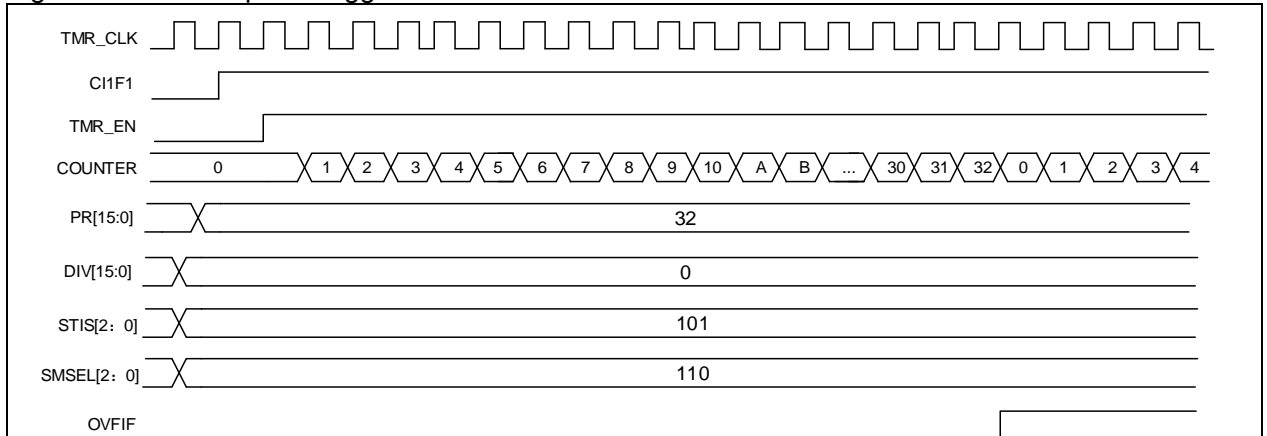 TMR_CLK
CI1F1
TMR_EN
COUNTER 0 1 2 3 4 5 6 7 8 9 10 A B ... 30 31 32 0 1 2 3 4
PR[15:0] 32
DIV[15:0] 0
STIS[2：0] 101
SMSEL[2：0] 110
OVFIF